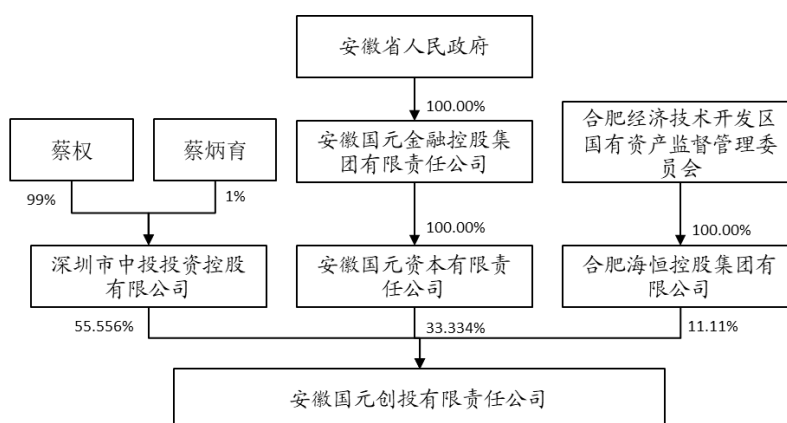 安徽省人民政府
100.00%
蔡权
蔡炳育
安徽国元金融控股集
团有限责任公司
合肥经济技术开发区
国有资产监督管理委
员会
99%
1%
100.00%
100.00%
深圳市中投投资控股
有限公司
安徽国元资本有限责
任公司
合肥海恒控股集团有
限公司
55.556%
33.334%
11.11%
安徽国元创投有限责任公司